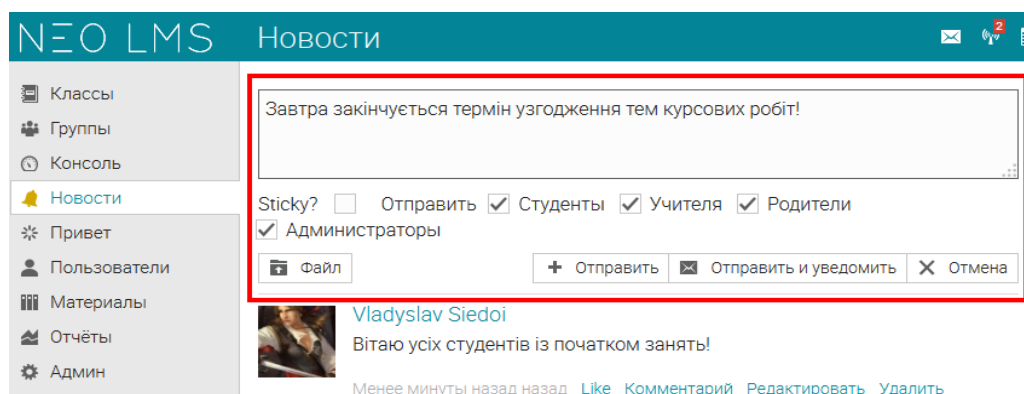 NEO LMS
Новости
2
Классы
Группы
Консоль
Новости
Привет
Пользователи
Материалы
Отчёты
Админ
Завтра закінчується термін узгодження тем курсових робіт!
Sticky? Отправить Студенты Учителя Родители
Администраторы
Файл
Отправить
Отправить и уведомить
Отмена
Vladyslav Siedoi
Вітаю усіх студентів із початком занять!
Менее минуты назад назад Like Комментарий Редактировать Удалить